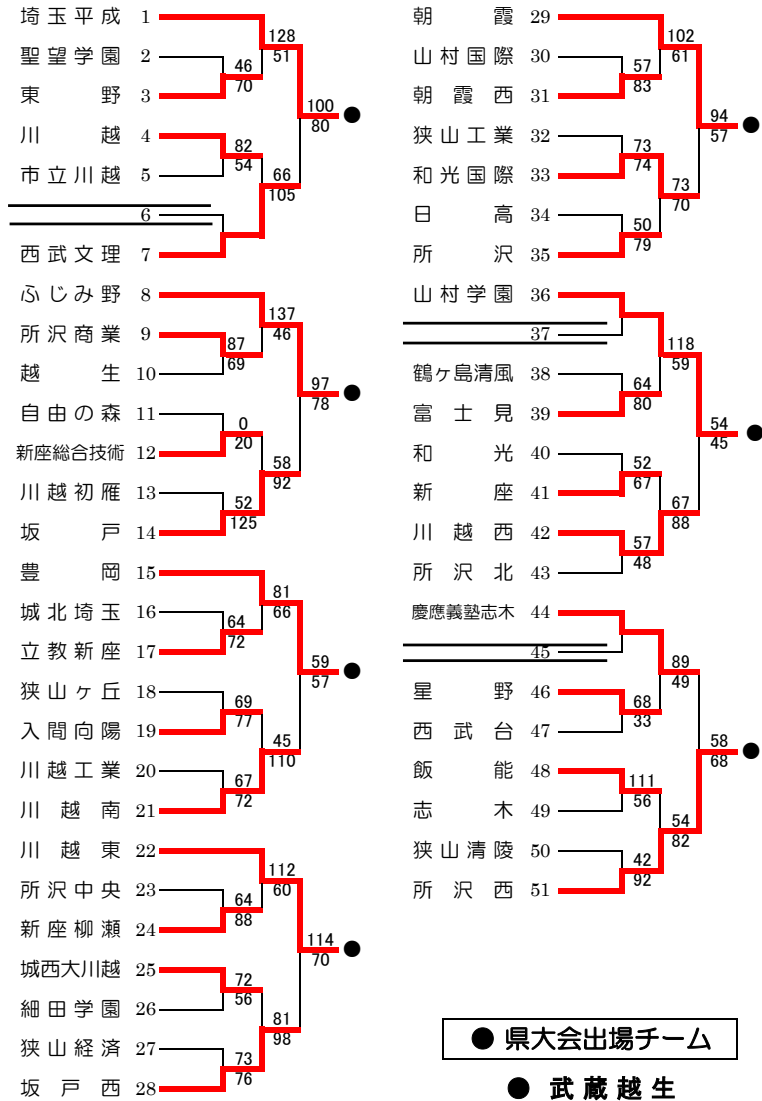 埼玉平成 1
128
51
聖望学園 2
46
70
東野 3
100
80
川越 4
82
54
市立川越 5
66
105
6
西武文理 7
ふじみ野 8
137
46
所沢商業 9
87
69
越生 10
97
78
自由の森 11
0
20
新座総合技術 12
58
92
川越初雁 13
52
125
坂戸 14
豊岡 15
81
66
城北埼玉 16
64
72
立教新座 17
59
57
狭山ヶ丘 18
69
77
入間向陽 19
45
110
川越工業 20
67
72
川越南 21
川越東 22
112
60
所沢中央 23
64
88
新座柳瀬 24
114
70
城西大川越 25
72
56
細田学園 26
81
98
狭山経済 27
73
76
坂戸西 28
朝霞 29
102
61
山村国際 30
57
83
朝霞西 31
94
57
狭山工業 32
73
74
和光国際 33
73
70
日高 34
50
79
所沢 35
山村学園 36
37
118
59
鶴ヶ島清風 38
64
80
富士見 39
54
45
和光 40
52
67
新座 41
67
88
川越西 42
57
48
所沢北 43
慶應義塾志木 44
45
89
49
星野 46
68
33
西武台 47
58
68
飯能 48
111
56
志木 49
54
82
狭山清陵 50
42
92
所沢西 51
● 県大会出場チーム
● 武蔵越生